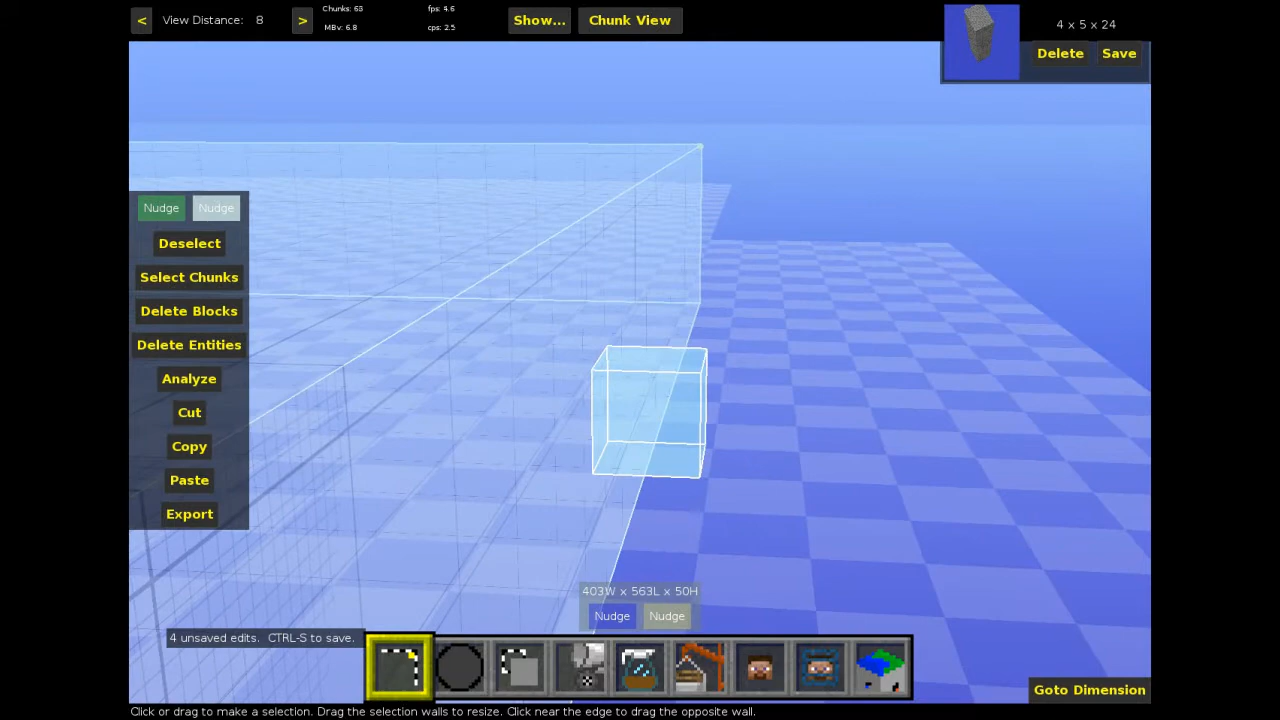 < View Distance: 8 >
Chunks: 63
fps: 4.6
MBv: 6.8
cps: 2.5
Show...
Chunk View
4 x 5 x 24
Delete Save
Nudge Nudge
Deselect
Select Chunks
Delete Blocks
Delete Entities
Analyze
Cut
Copy
Paste
Export
403W x 563L x 50H
Nudge Nudge
4 unsaved edits. CTRL-S to save.
Goto Dimension
Click or drag to make a selection. Drag the selection walls to resize. Click near the edge to drag the opposite wall.